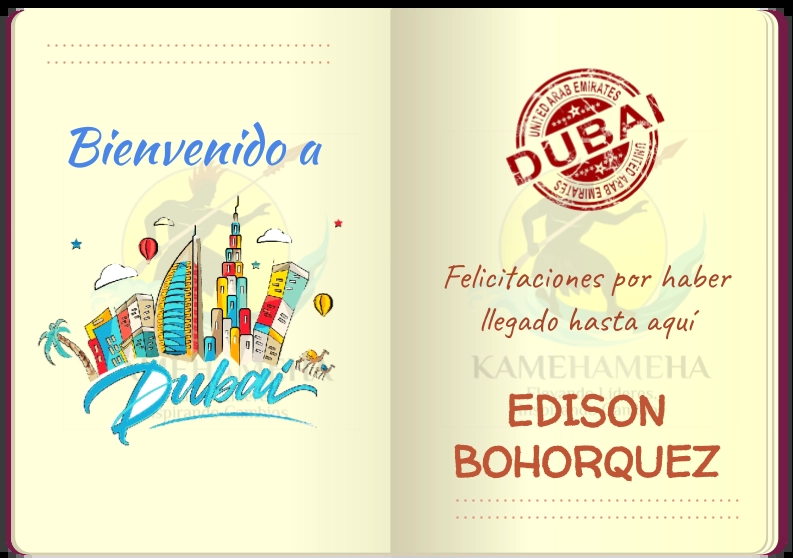 Bienvenido a
Dubai
UNITED ARAB EMIRATES
DUBAI
UNITED ARAB EMIRATES
Felicitaciones por haber
llegado hasta aquí
KAMEHAMEHA
EDISON
BOHORQUEZ